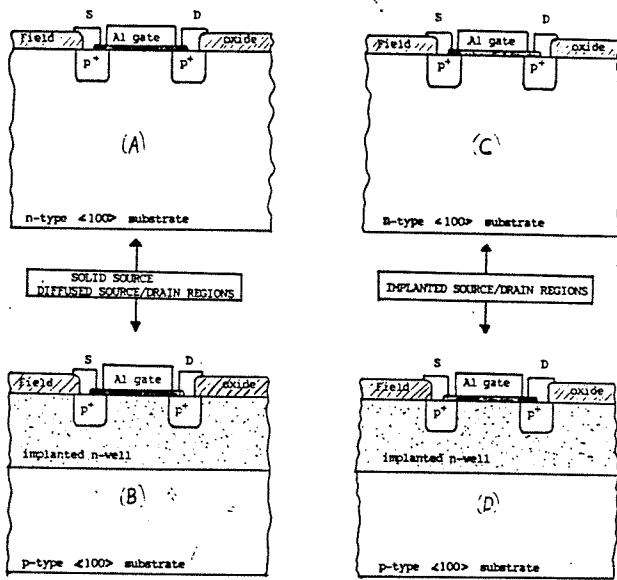 S D
Field Al gate oxide
p+ p+
(A)
n-type <100> substrate
SOLID SOURCE
DIFFUSED SOURCE/DRAIN REGIONS
S D
Field Al gate oxide
p+ p+
implanted n-well
(B)
p-type <100> substrate
S D
Field Al gate oxide
p+ p+
(C)
n-type <100> substrate
IMPLANTED SOURCE/DRAIN REGIONS
S D
Field Al gate oxide
p+ p+
implanted n-well
(D)
p-type <100> substrate